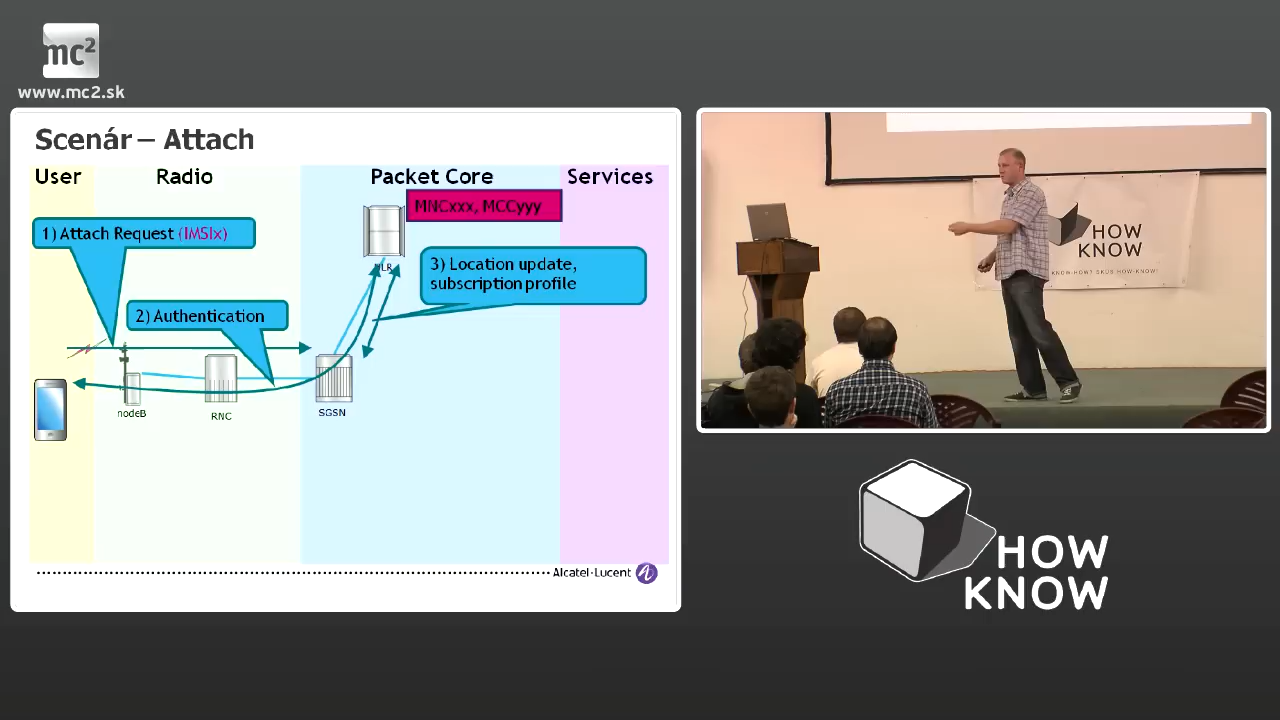 mc²
www.mc2.sk
Scenár – Attach
User
Radio
Packet Core
Services
MNCxxx, MCCyyy
1) Attach Request (IMSIx)
3) Location update,
subscription profile
2) Authentication
nodeB
RNC
SGSN
Alcatel·Lucent
HOW
KNOW
HOW
KNOW